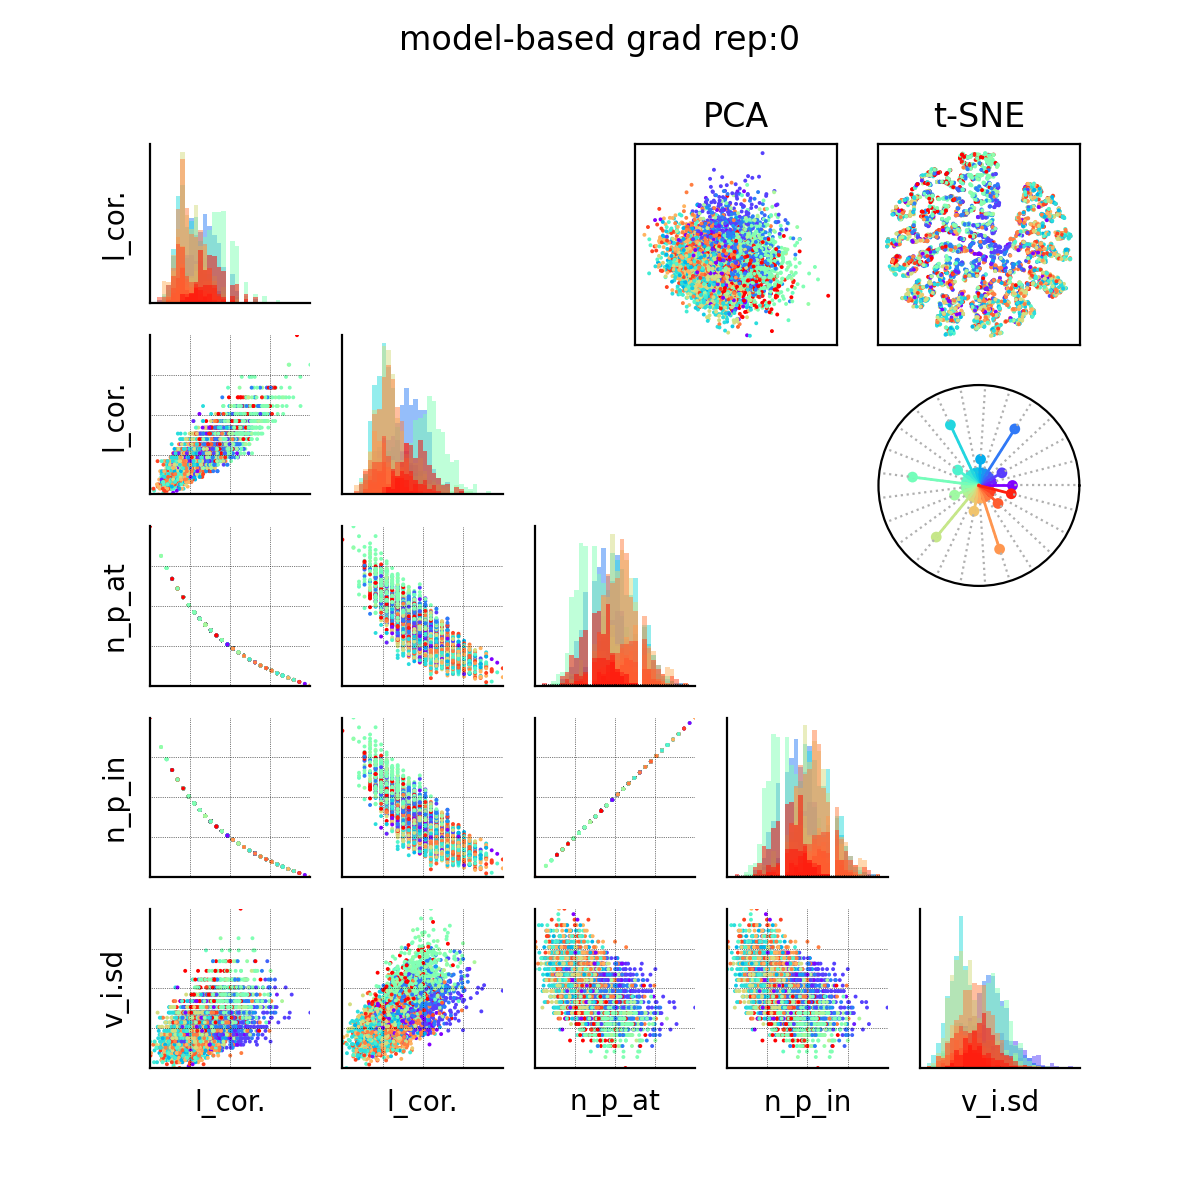 model-based grad rep:0
PCA
t-SNE
l_cor.
l_cor.
n_p_at
n_p_in
v_i.sd
l_cor.
l_cor.
n_p_at
n_p_in
v_i.sd